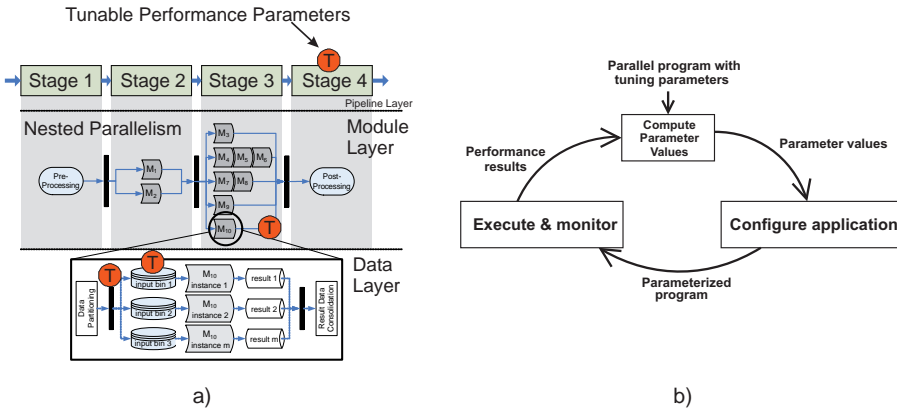 Tunable Performance Parameters
T
Stage 1
Stage 2
Stage 3
Stage 4
Pipeline Layer
Nested Parallelism
Module
Layer
Pre-
Processing
M1
M2
M3
M4
M5
M6
M7
M8
M9
M10
T
Post-
Processing
Data
Layer
T
T
Data
Partitioning
input bin 1
M10
instance 1
result 1
input bin 2
M10
instance 2
result 2
input bin 3
M10
instance m
result m
Result Data
Consolidation
a)
Parallel program with
tuning parameters
Compute
Parameter
Values
Performance
results
Parameter values
Execute & monitor
Configure application
Parameterized
program
b)